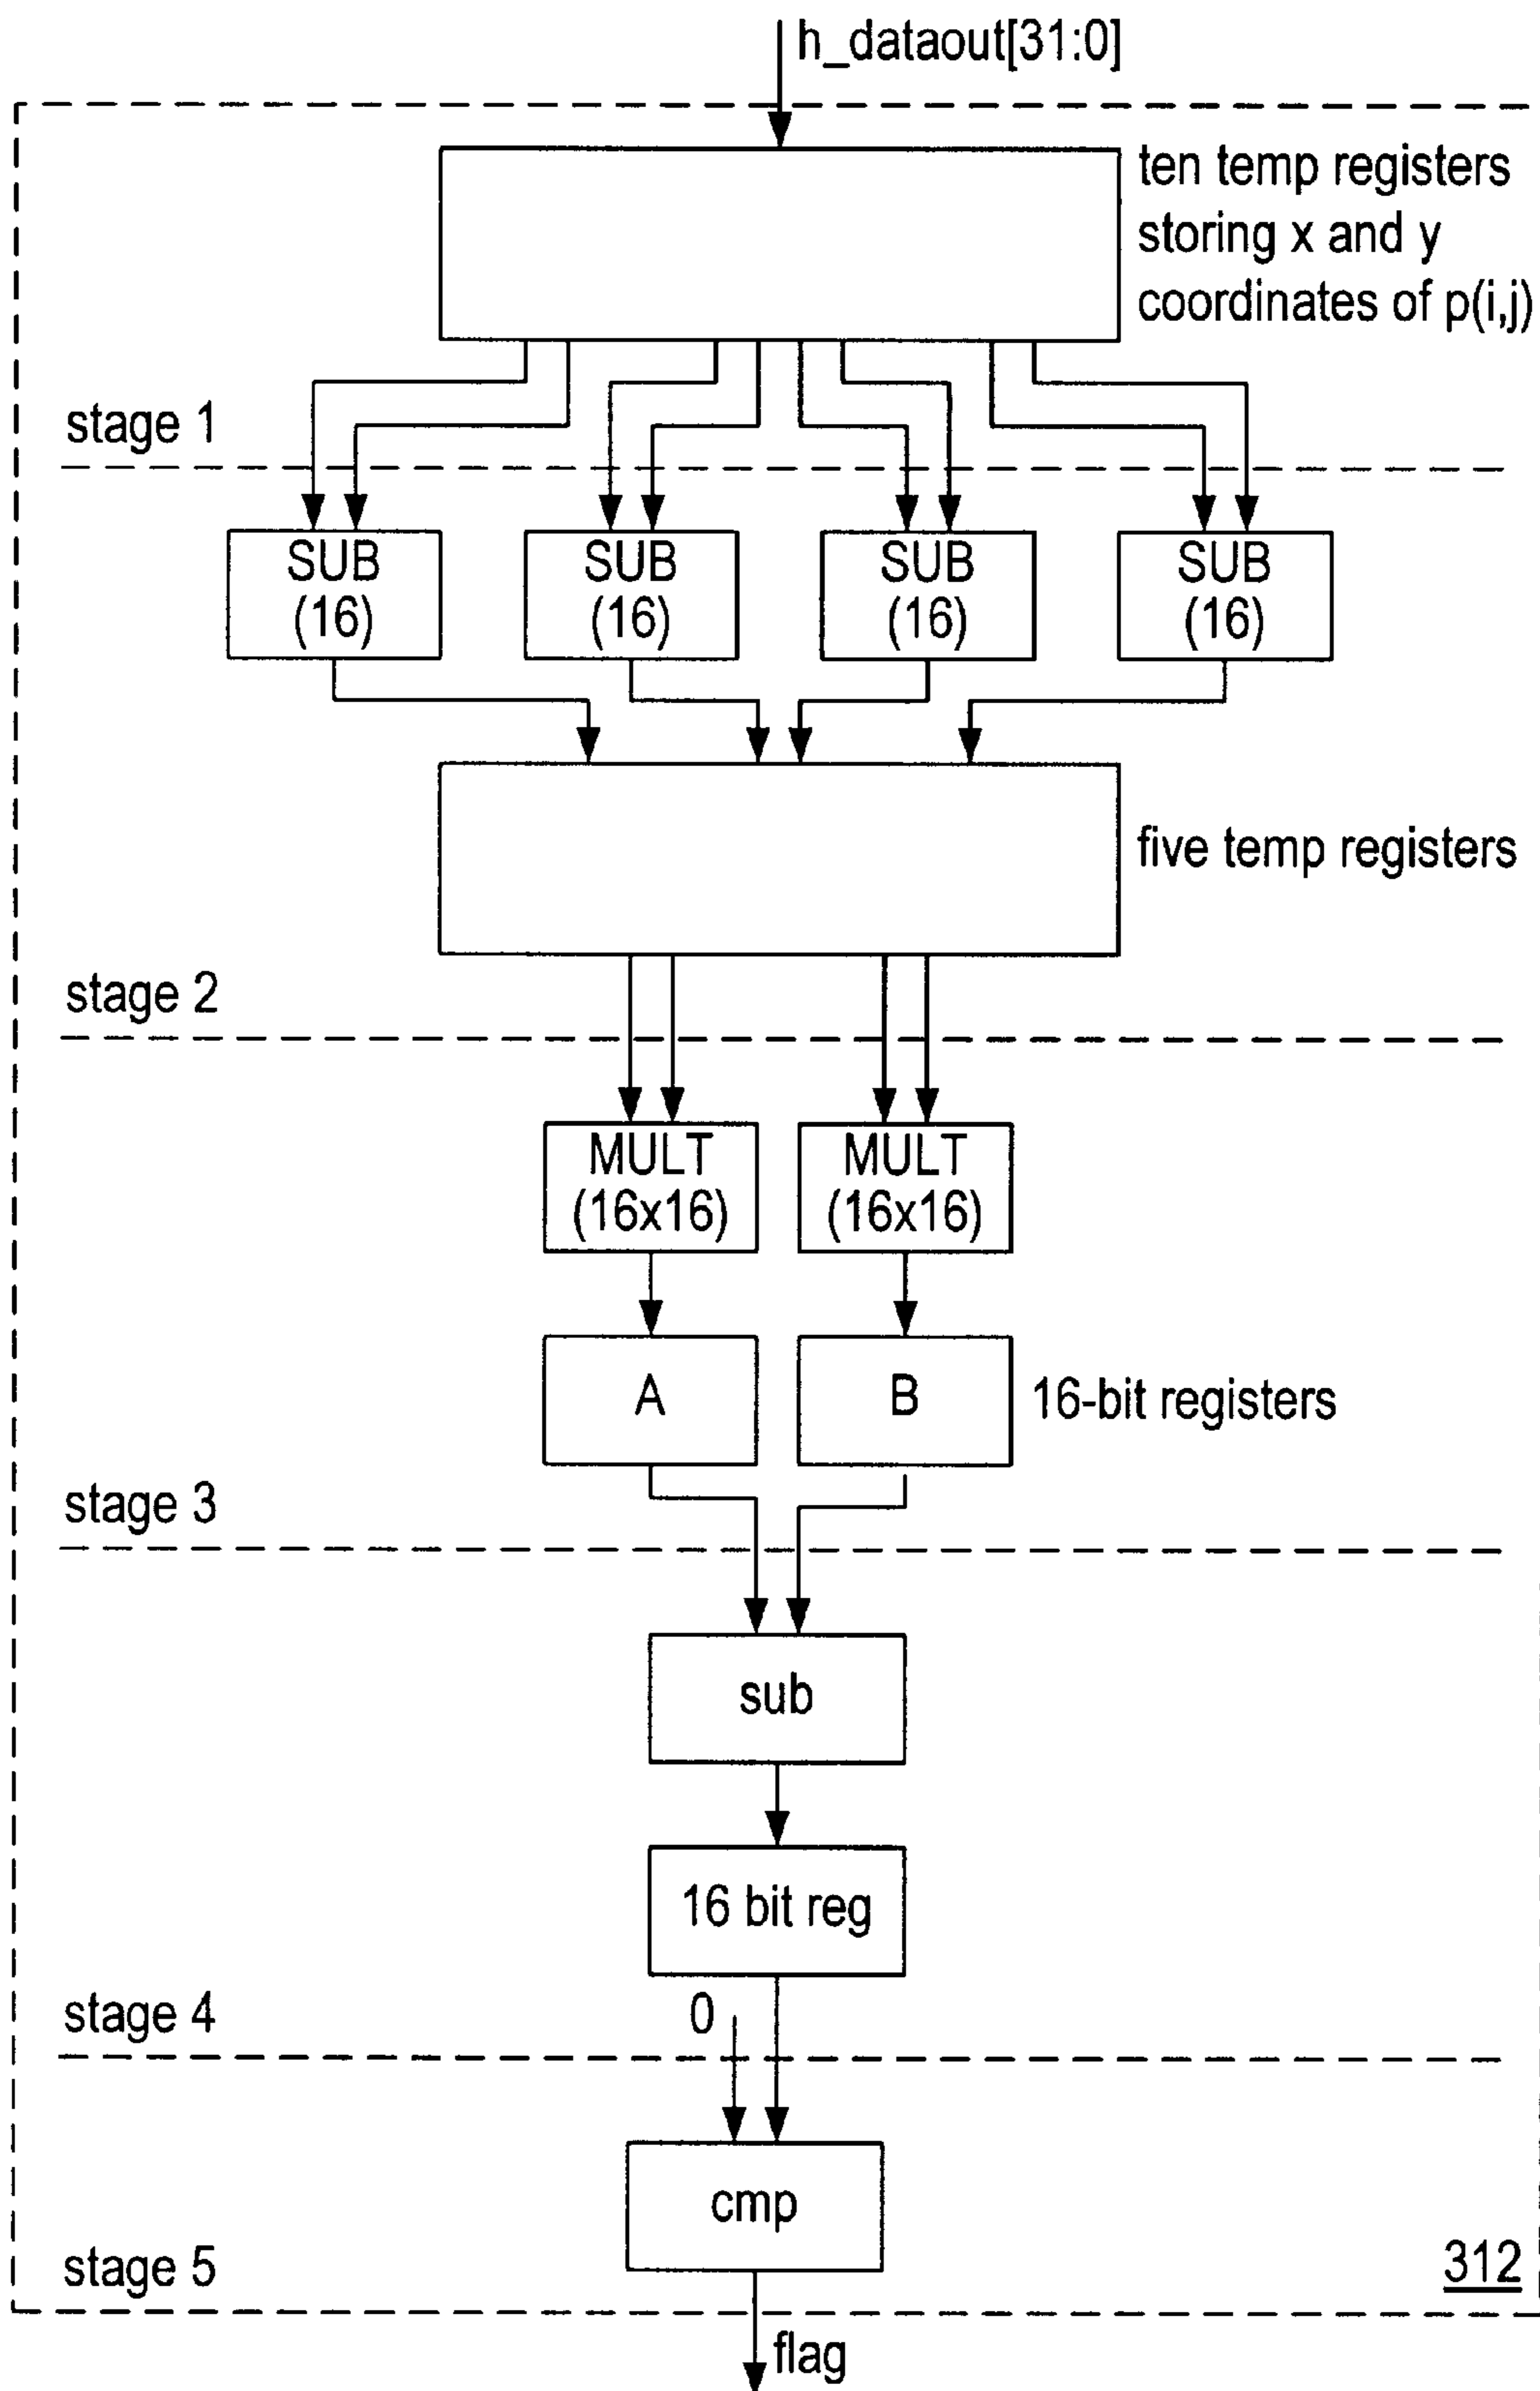 h_dataout[31:0]
ten temp registers
storing x and y
coordinates of p(i,j)
stage 1
SUB
(16)
SUB
(16)
SUB
(16)
SUB
(16)
five temp registers
stage 2
MULT
(16x16)
MULT
(16x16)
A
B
16-bit registers
stage 3
sub
16 bit reg
0
stage 4
cmp
stage 5
312
flag